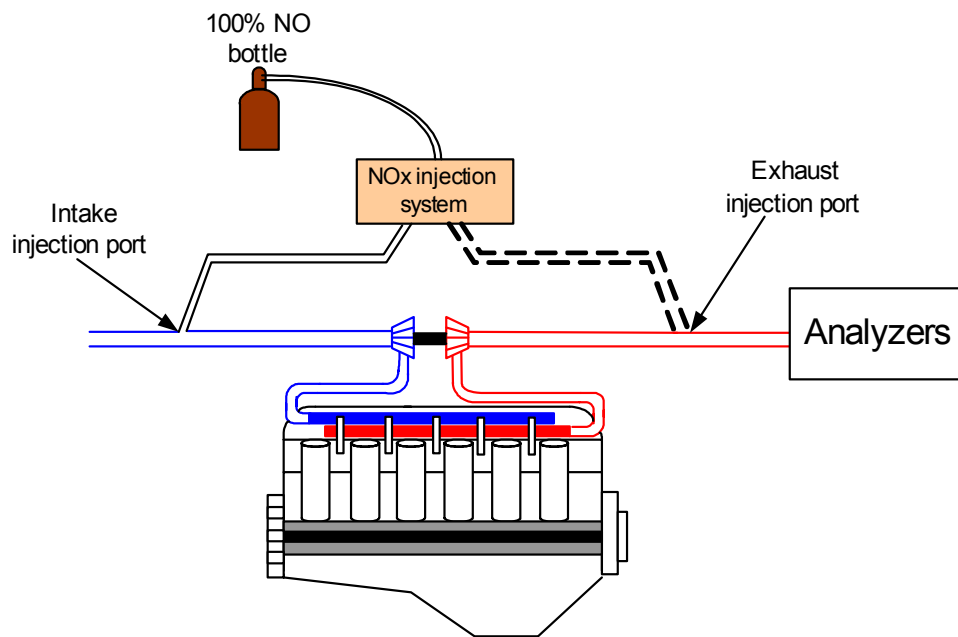 100% NO
bottle
NOx injection
system
Intake
injection port
Exhaust
injection port
Analyzers